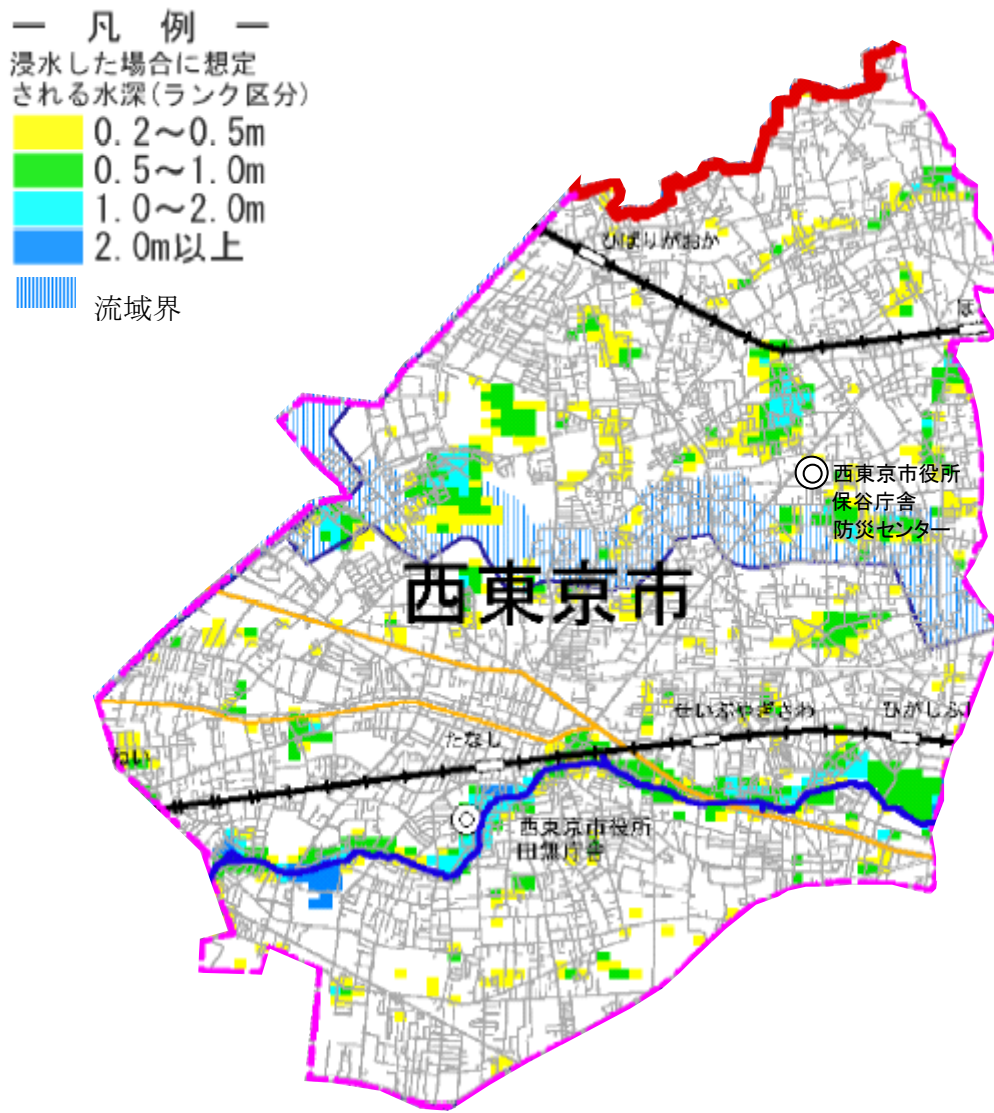 ― 凡 例 ―
浸水した場合に想定
される水深(ランク区分)
0.2～0.5m
0.5～1.0m
1.0～2.0m
2.0m以上
流域界
ひばりがおか
ほ
西東京市役所
保谷庁舎
防災センター
西東京市
せいぶやぎさわ
ひがしふし
たなし
西東京市役所
田無庁舎